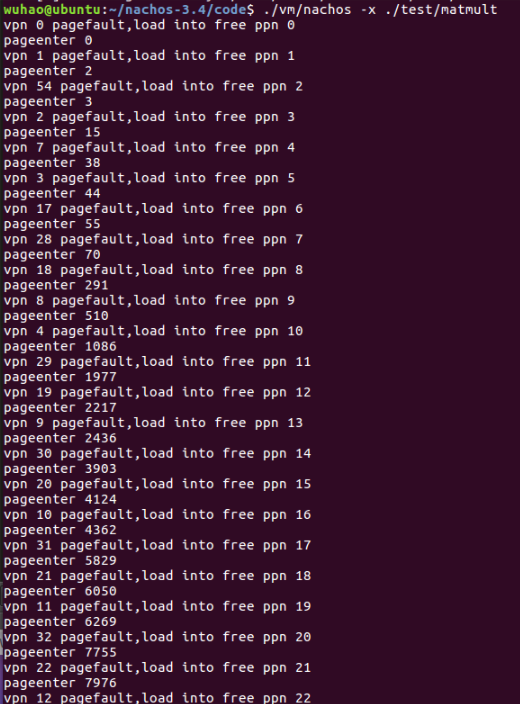 wuhao@ubuntu:~/nachos-3.4/code$ ./vm/nachos -x ./test/matmult
vpn 0 pagefault,load into free ppn 0
pageenter 0
vpn 1 pagefault,load into free ppn 1
pageenter 2
vpn 54 pagefault,load into free ppn 2
pageenter 3
vpn 2 pagefault,load into free ppn 3
pageenter 15
vpn 7 pagefault,load into free ppn 4
pageenter 38
vpn 3 pagefault,load into free ppn 5
pageenter 44
vpn 17 pagefault,load into free ppn 6
pageenter 55
vpn 28 pagefault,load into free ppn 7
pageenter 70
vpn 18 pagefault,load into free ppn 8
pageenter 291
vpn 8 pagefault,load into free ppn 9
pageenter 510
vpn 4 pagefault,load into free ppn 10
pageenter 1086
vpn 29 pagefault,load into free ppn 11
pageenter 1977
vpn 19 pagefault,load into free ppn 12
pageenter 2217
vpn 9 pagefault,load into free ppn 13
pageenter 2436
vpn 30 pagefault,load into free ppn 14
pageenter 3903
vpn 20 pagefault,load into free ppn 15
pageenter 4124
vpn 10 pagefault,load into free ppn 16
pageenter 4362
vpn 31 pagefault,load into free ppn 17
pageenter 5829
vpn 21 pagefault,load into free ppn 18
pageenter 6050
vpn 11 pagefault,load into free ppn 19
pageenter 6269
vpn 32 pagefault,load into free ppn 20
pageenter 7755
vpn 22 pagefault,load into free ppn 21
pageenter 7976
vpn 12 pagefault,load into free ppn 22